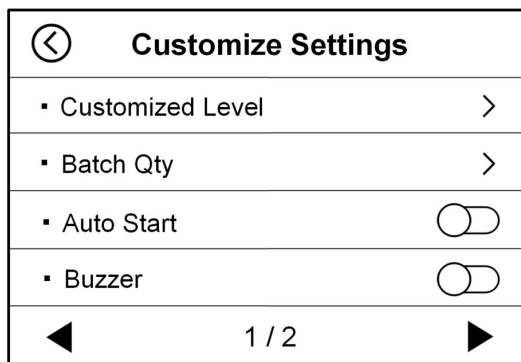 Customize Settings
▪ Customized Level
▪ Batch Qty
▪ Auto Start
▪ Buzzer
1 / 2